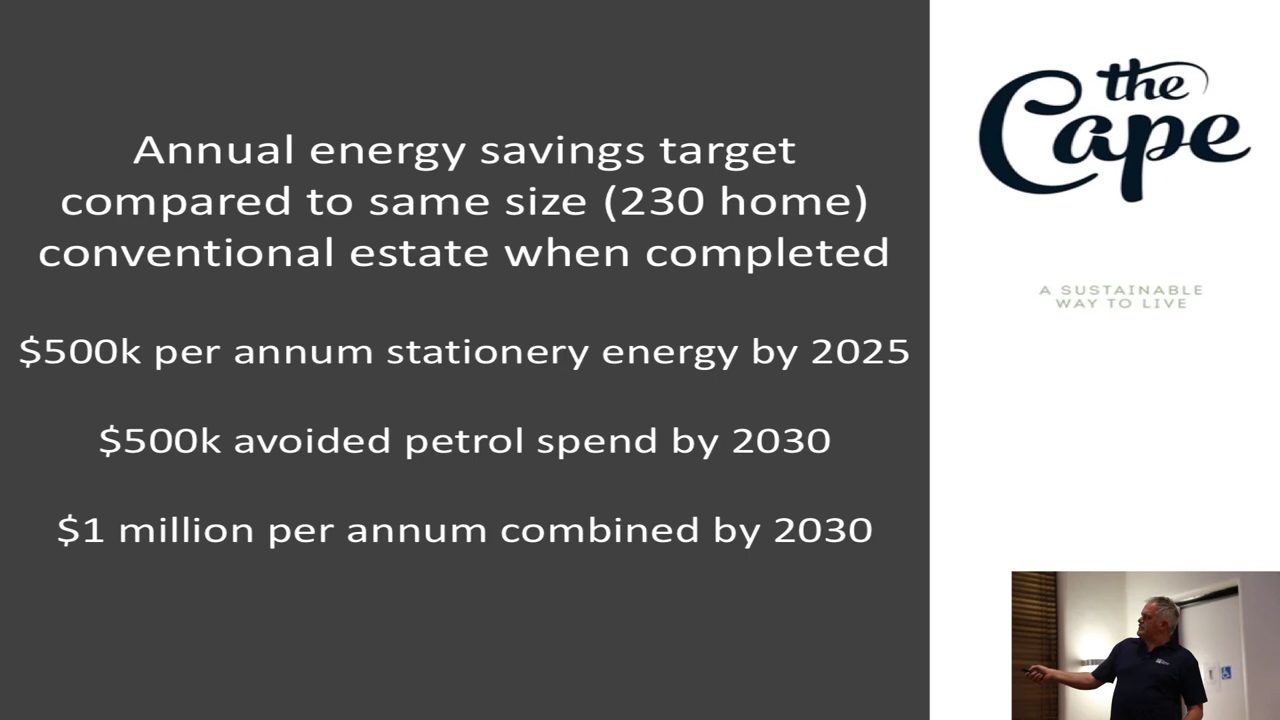 Annual energy savings target
compared to same size (230 home)
conventional estate when completed
$500k per annum stationery energy by 2025
$500k avoided petrol spend by 2030
$1 million per annum combined by 2030
the
Cape
A SUSTAINABLE
WAY TO LIVE